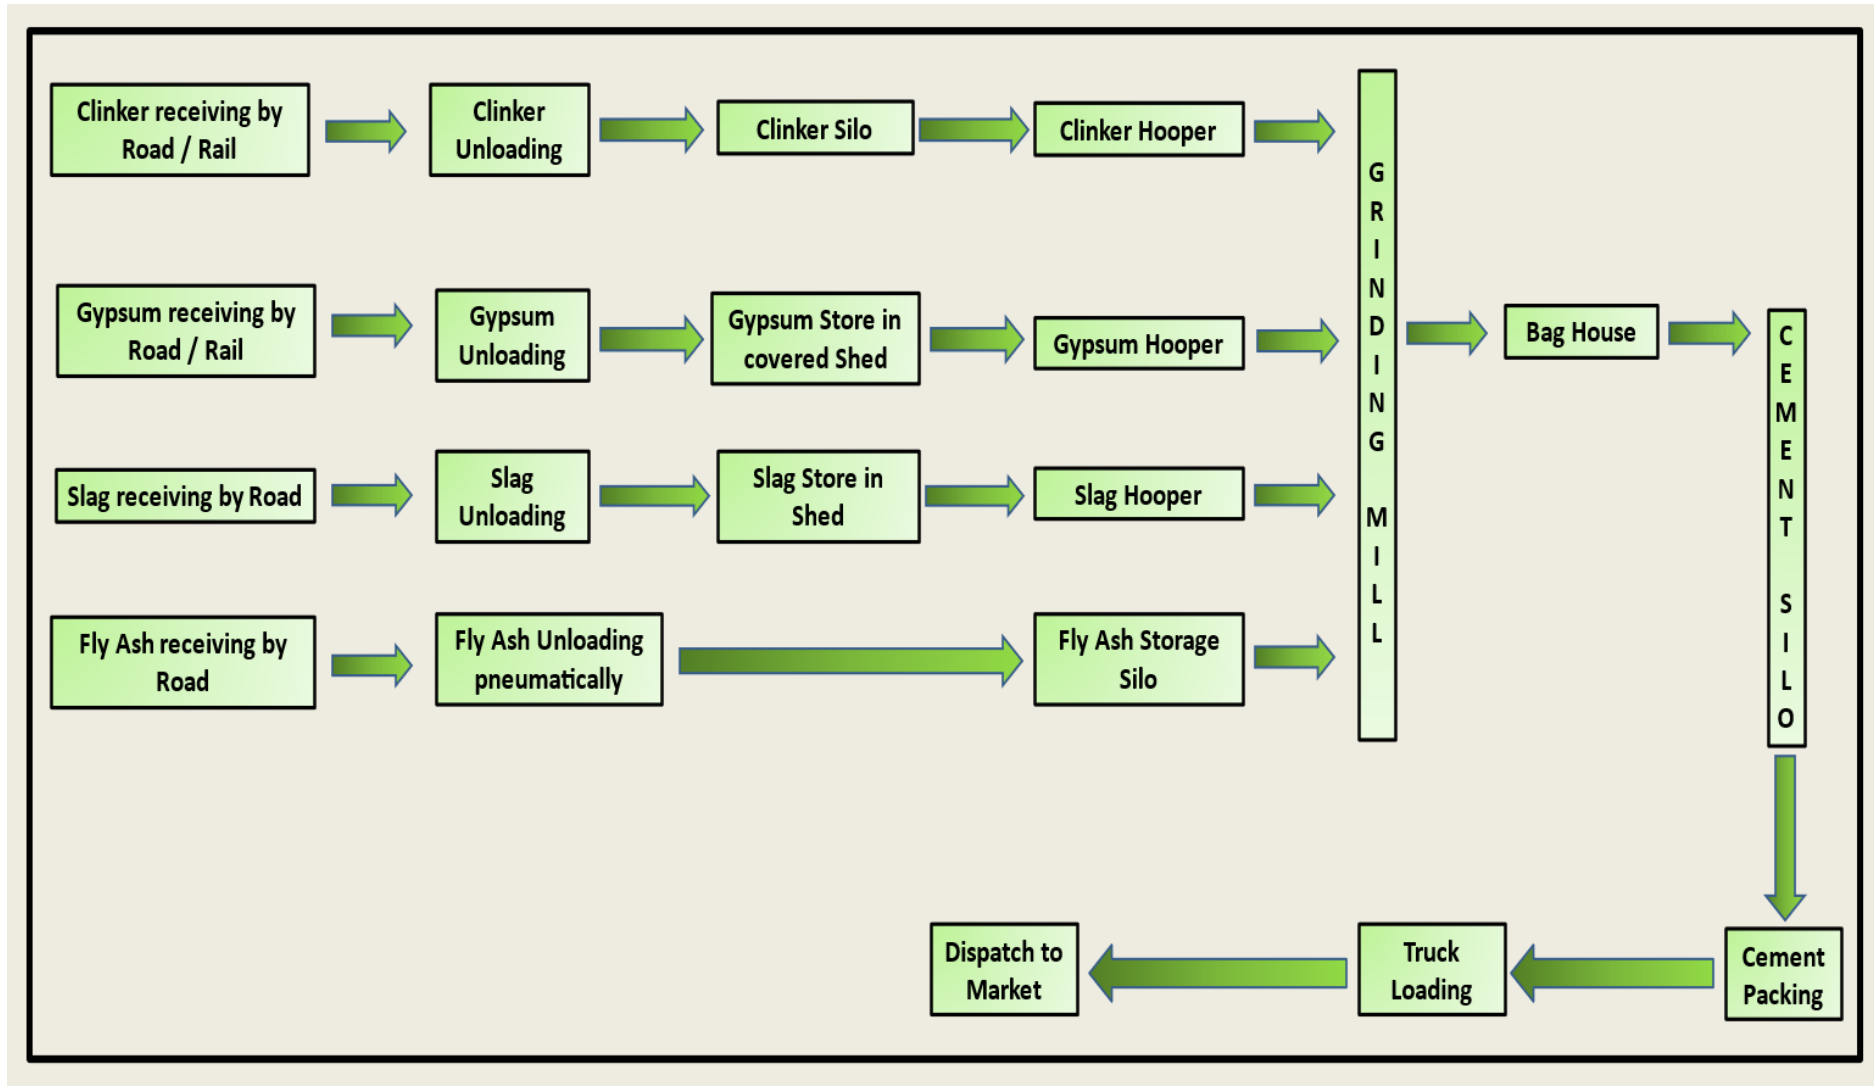 Clinker receiving by
Road / Rail
Clinker
Unloading
Clinker Silo
Clinker Hooper
Gypsum receiving by
Road / Rail
Gypsum
Unloading
Gypsum Store in
covered Shed
Gypsum Hooper
Slag receiving by Road
Slag
Unloading
Slag Store in
Shed
Slag Hooper
Fly Ash receiving by
Road
Fly Ash Unloading
pneumatically
Fly Ash Storage
Silo
GRINDING MILL
Bag House
CEMENT SILO
Cement
Packing
Truck
Loading
Dispatch to
Market